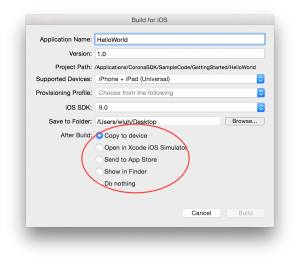 Build for iOS
Application Name: HelloWorld
Version: 1.0
Project Path: /Applications/CoronaSDK/SampleCode/GettingStarted/HelloWorld
Supported Devices: iPhone + iPad (Universal)
Provisioning Profile: Choose from the following
iOS SDK: 9.0
Save to Folder: /Users/wluh/Desktop Browse...
After Build: Copy to device
Open in Xcode iOS Simulator
Send to App Store
Show in Finder
Do nothing
Cancel Build